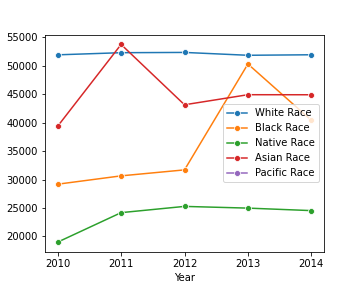 55000
50000
45000
40000
35000
30000
25000
20000
White Race
Black Race
Native Race
Asian Race
Pacific Race
2010 2011 2012 2013 2014
Year